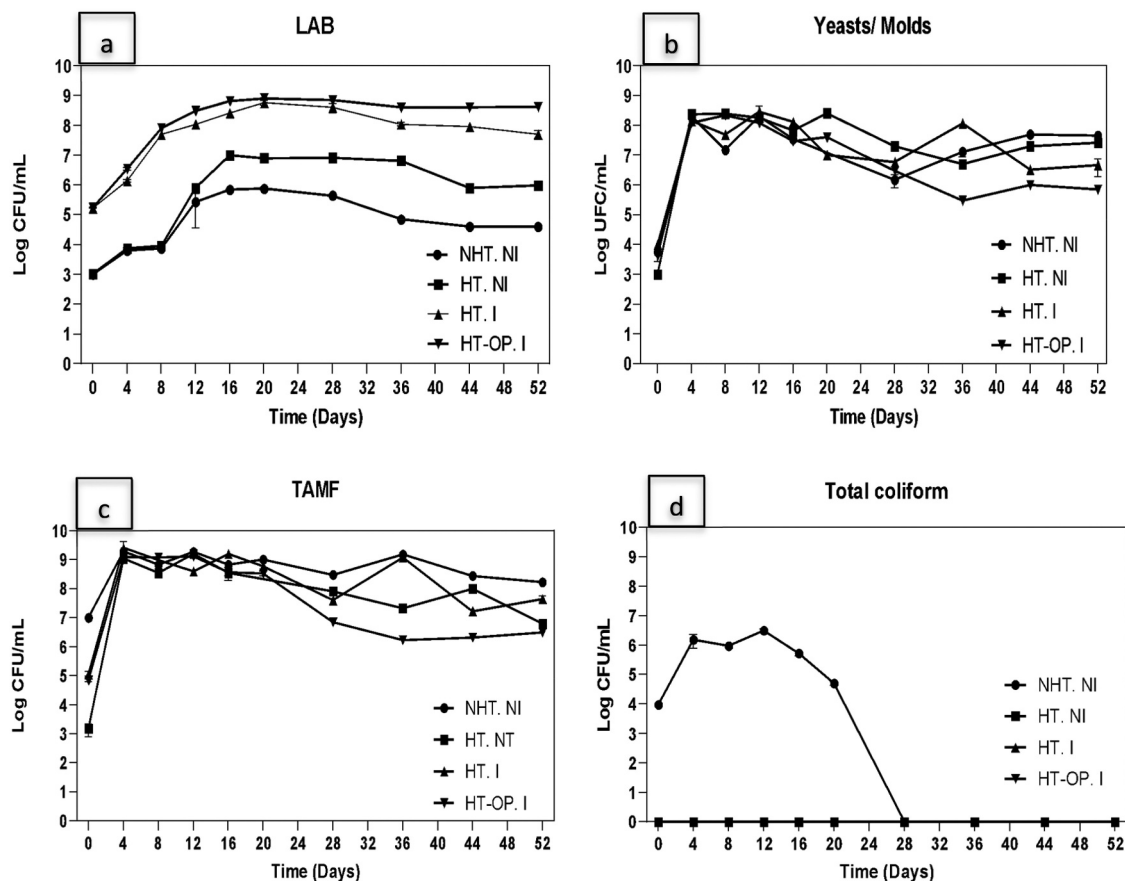 a
LAB
Log CFU/mL
10
9
8
7
6
5
4
3
2
1
0
NHT. NI
HT. NI
HT. I
HT-OP. I
0 4 8 12 16 20 24 28 32 36 40 44 48 52
Time (Days)
b
Yeasts/ Molds
Log UFC/mL
10
9
8
7
6
5
4
3
2
1
0
NHT. NI
HT. NI
HT. I
HT-OP. I
0 4 8 12 16 20 24 28 32 36 40 44 48 52
Time (Days)
c
TAMF
Log CFU/mL
10
9
8
7
6
5
4
3
2
1
0
NHT. NI
HT. NT
HT. I
HT-OP. I
0 4 8 12 16 20 24 28 32 36 40 44 48 52
Time (Days)
d
Total coliform
Log CFU/mL
10
9
8
7
6
5
4
3
2
1
0
NHT. NI
HT. NI
HT. I
HT-OP. I
0 4 8 12 16 20 24 28 32 36 40 44 48 52
Time (Days)